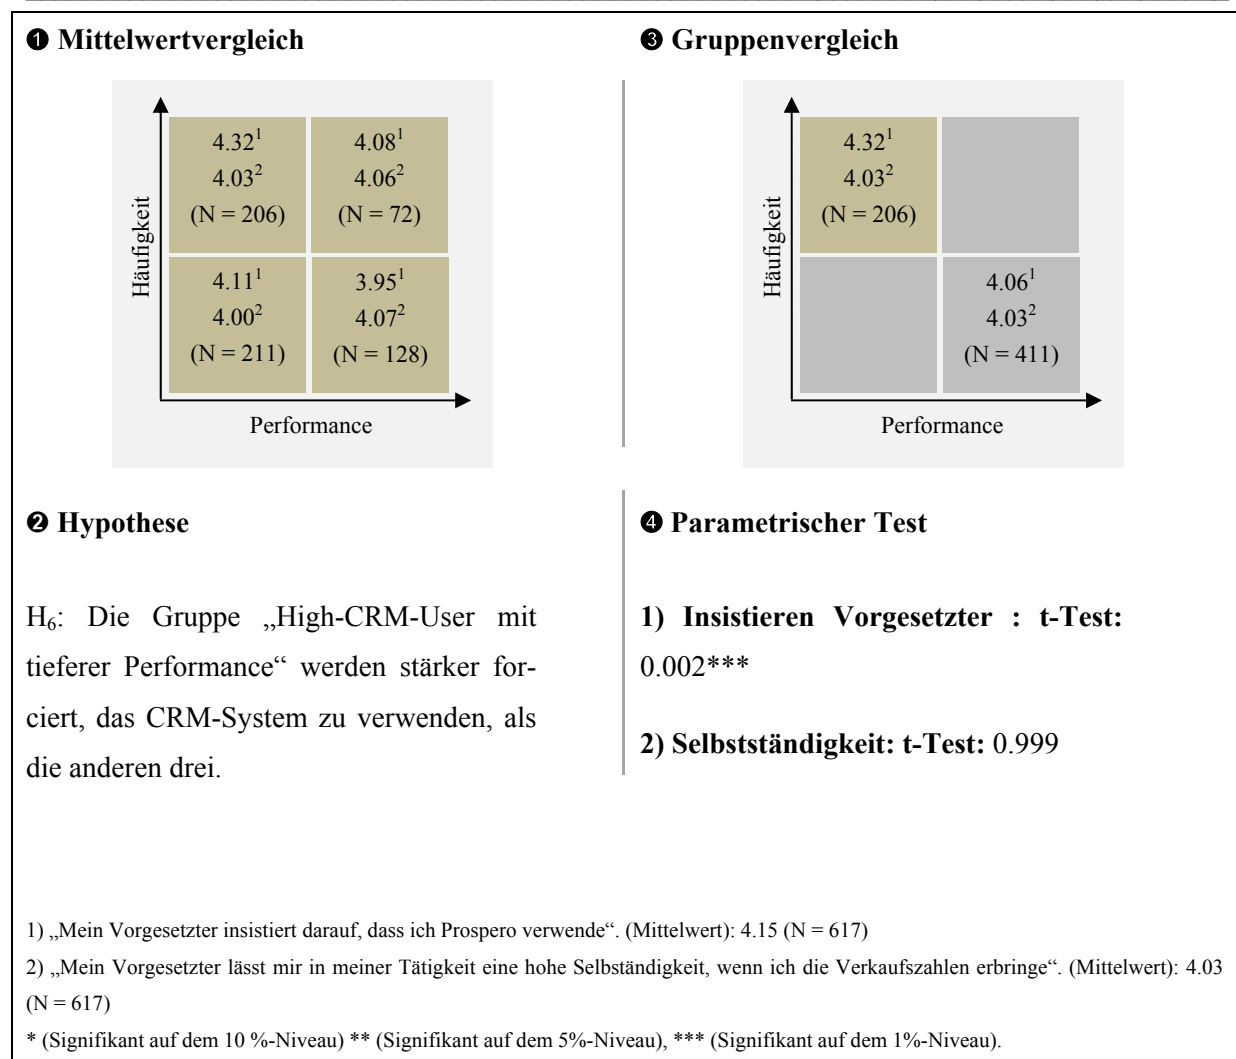 ❶ Mittelwertvergleich
Häufigkeit
4.32¹
4.03²
(N = 206)
4.08¹
4.06²
(N = 72)
4.11¹
4.00²
(N = 211)
3.95¹
4.07²
(N = 128)
Performance
❸ Gruppenvergleich
Häufigkeit
4.32¹
4.03²
(N = 206)
4.06¹
4.03²
(N = 411)
Performance
❷ Hypothese
H₆: Die Gruppe „High-CRM-User mit
tieferer Performance“ werden stärker for-
ciert, das CRM-System zu verwenden, als
die anderen drei.
❹ Parametrischer Test
1) Insistieren Vorgesetzter : t-Test:
0.002***
2) Selbstständigkeit: t-Test: 0.999
1) „Mein Vorgesetzter insistiert darauf, dass ich Prospero verwende“. (Mittelwert): 4.15 (N = 617)
2) „Mein Vorgesetzter lässt mir in meiner Tätigkeit eine hohe Selbständigkeit, wenn ich die Verkaufszahlen erbringe“. (Mittelwert): 4.03
(N = 617)
* (Signifikant auf dem 10 %-Niveau) ** (Signifikant auf dem 5%-Niveau), *** (Signifikant auf dem 1%-Niveau).